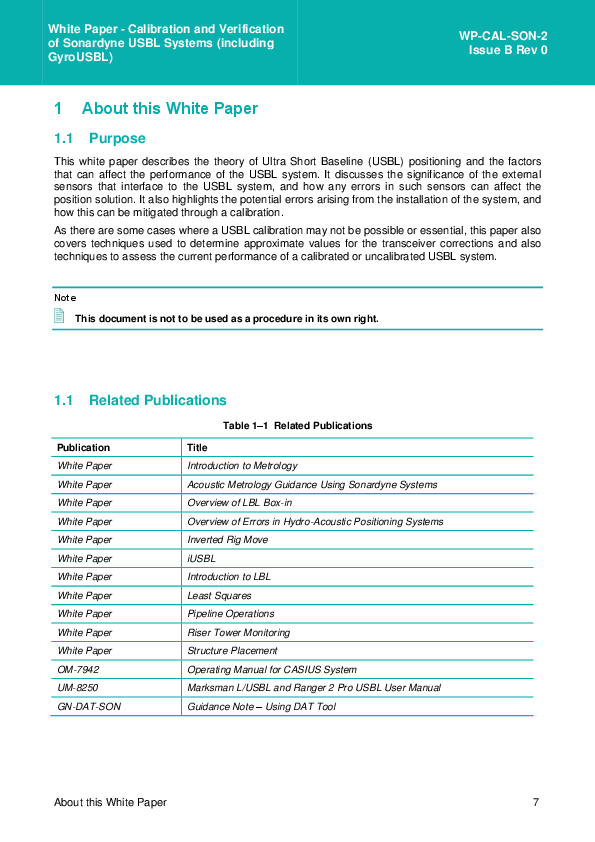 White Paper - Calibration and Verification
of Sonardyne USBL Systems (including
GyroUSBL)
WP-CAL-SON-2
Issue B Rev 0
1 About this White Paper
1.1 Purpose
This white paper describes the theory of Ultra Short Baseline (USBL) positioning and the factors
that can affect the performance of the USBL system. It discusses the significance of the external
sensors that interface to the USBL system, and how any errors in such sensors can affect the
position solution. It also highlights the potential errors arising from the installation of the system, and
how this can be mitigated through a calibration.
As there are some cases where a USBL calibration may not be possible or essential, this paper also
covers techniques used to determine approximate values for the transceiver corrections and also
techniques to assess the current performance of a calibrated or uncalibrated USBL system.
Note
This document is not to be used as a procedure in its own right.
1.1 Related Publications
Table 1–1 Related Publications
Publication Title
White Paper Introduction to Metrology
White Paper Acoustic Metrology Guidance Using Sonardyne Systems
White Paper Overview of LBL Box-in
White Paper Overview of Errors in Hydro-Acoustic Positioning Systems
White Paper Inverted Rig Move
White Paper iUSBL
White Paper Introduction to LBL
White Paper Least Squares
White Paper Pipeline Operations
White Paper Riser Tower Monitoring
White Paper Structure Placement
OM-7942 Operating Manual for CASIUS System
UM-8250 Marksman L/USBL and Ranger 2 Pro USBL User Manual
GN-DAT-SON Guidance Note – Using DAT Tool
About this White Paper 7